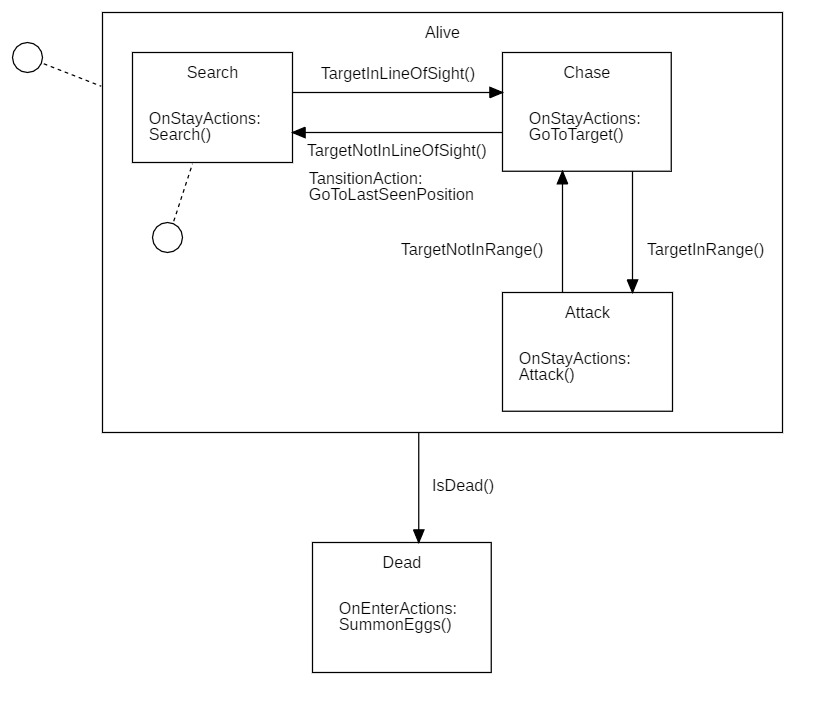 Alive
Search
OnStayActions:
Search()
TargetInLineOfSight()
Chase
OnStayActions:
GoToTarget()
TargetNotInLineOfSight()
TansitionAction:
GoToLastSeenPosition
TargetNotInRange()
TargetInRange()
Attack
OnStayActions:
Attack()
IsDead()
Dead
OnEnterActions:
SummonEggs()